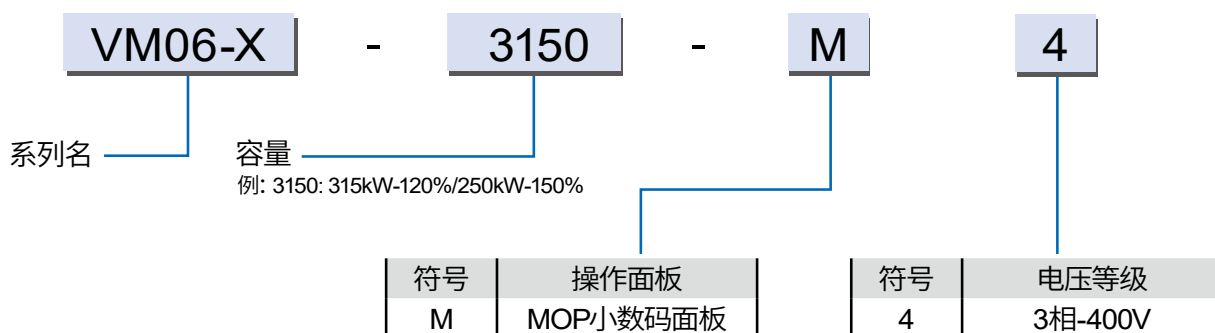 VM06-X - 3150 - M 4
系列名 容量
例: 3150: 315kW-120%/250kW-150%
符号 操作面板 符号 电压等级
M MOP小数码面板 4 3相-400V